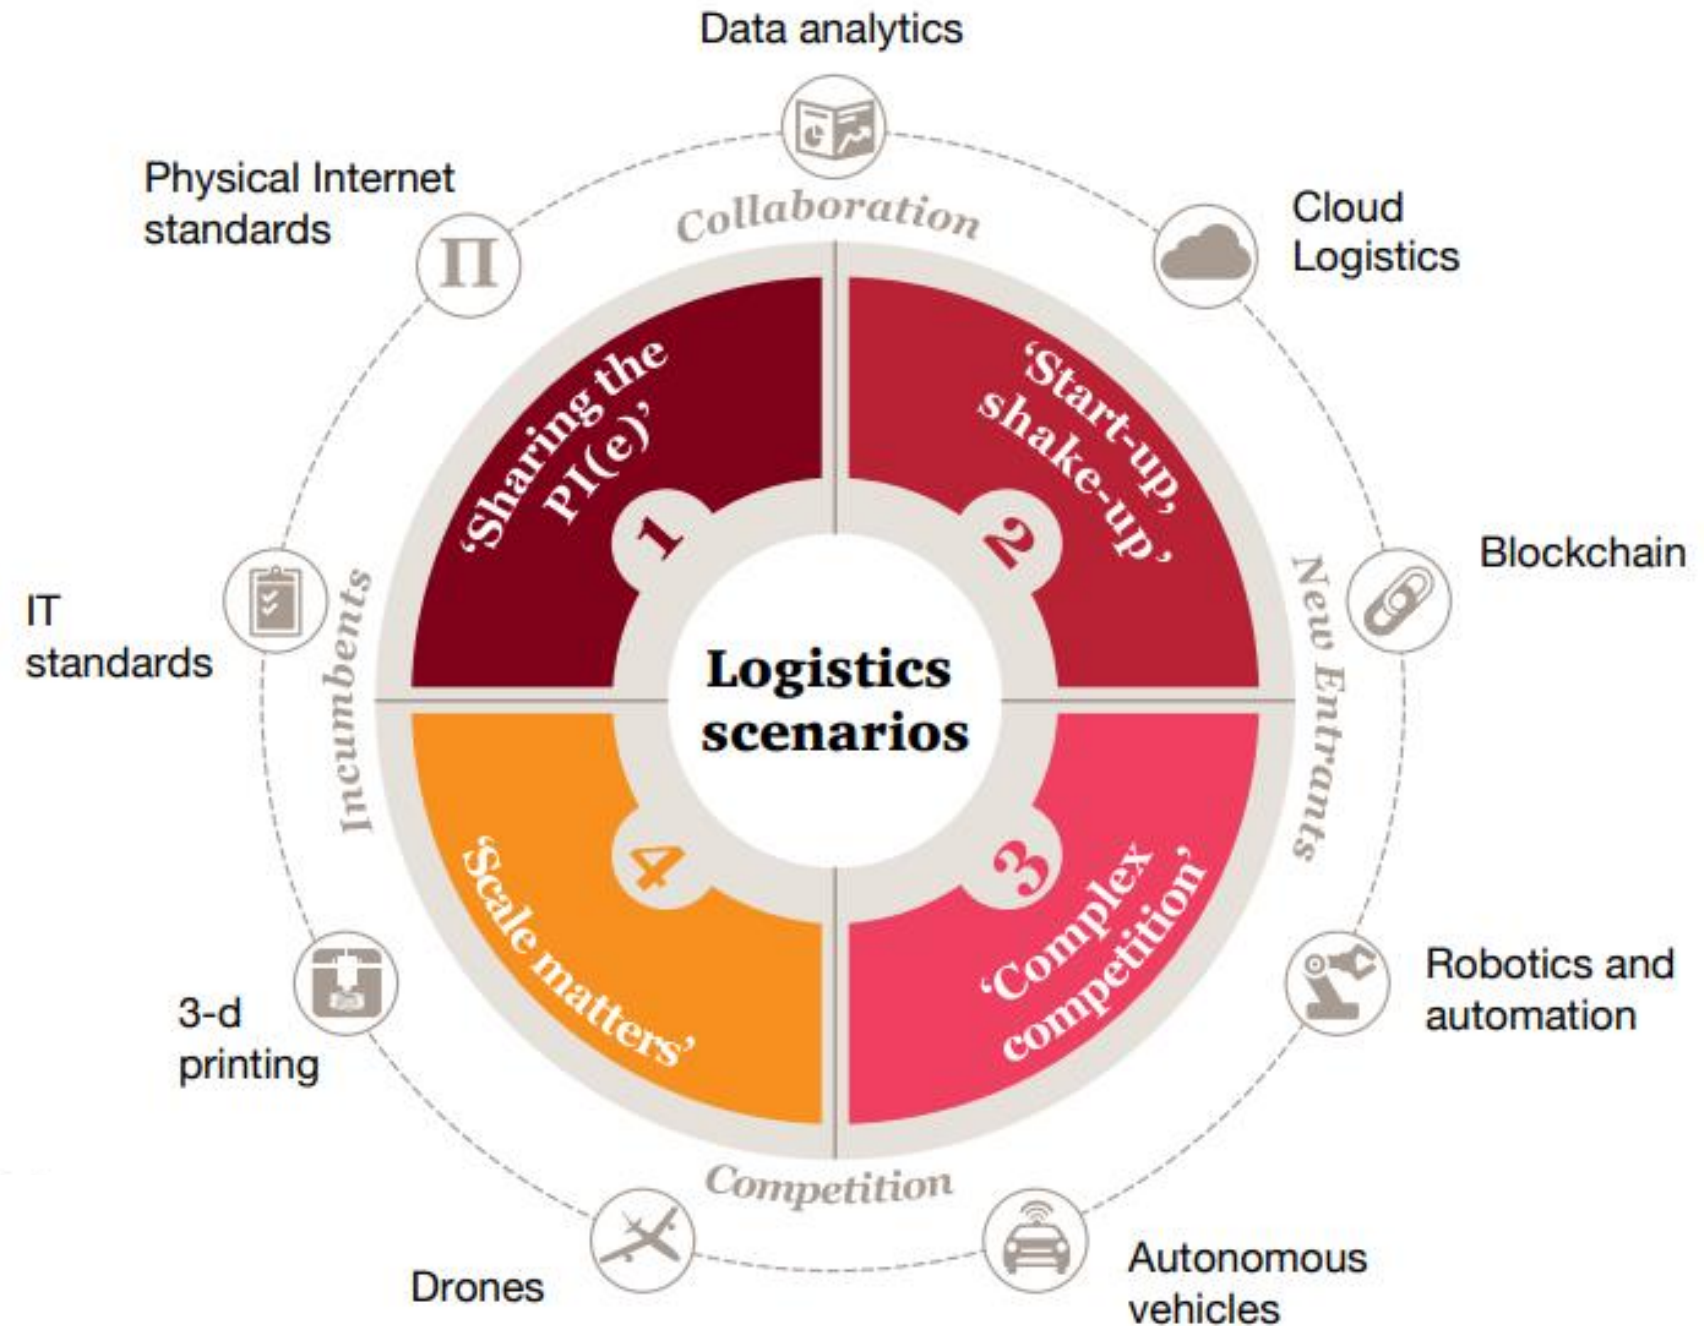 Data analytics
Physical Internet
standards
Π
Cloud
Logistics
Collaboration
‘Sharing the
PI(e)’
1
‘Start-up,
shake-up’
2
IT
standards
Incumbents
Logistics
scenarios
New Entrants
Blockchain
4
‘Scale matters’
3
‘Complex
competition’
3-d
printing
Robotics and
automation
Competition
Drones
Autonomous
vehicles